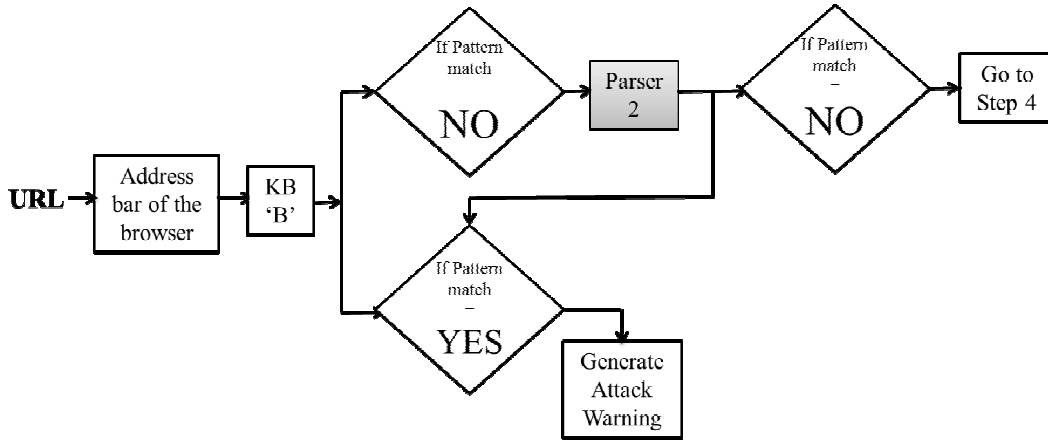 URL
Address
bar of the
browser
KB
‘B’
If Pattern
match
NO
Parser
2
If Pattern
match
=
NO
Go to
Step 4
If Pattern
match
=
YES
Generate
Attack
Warning